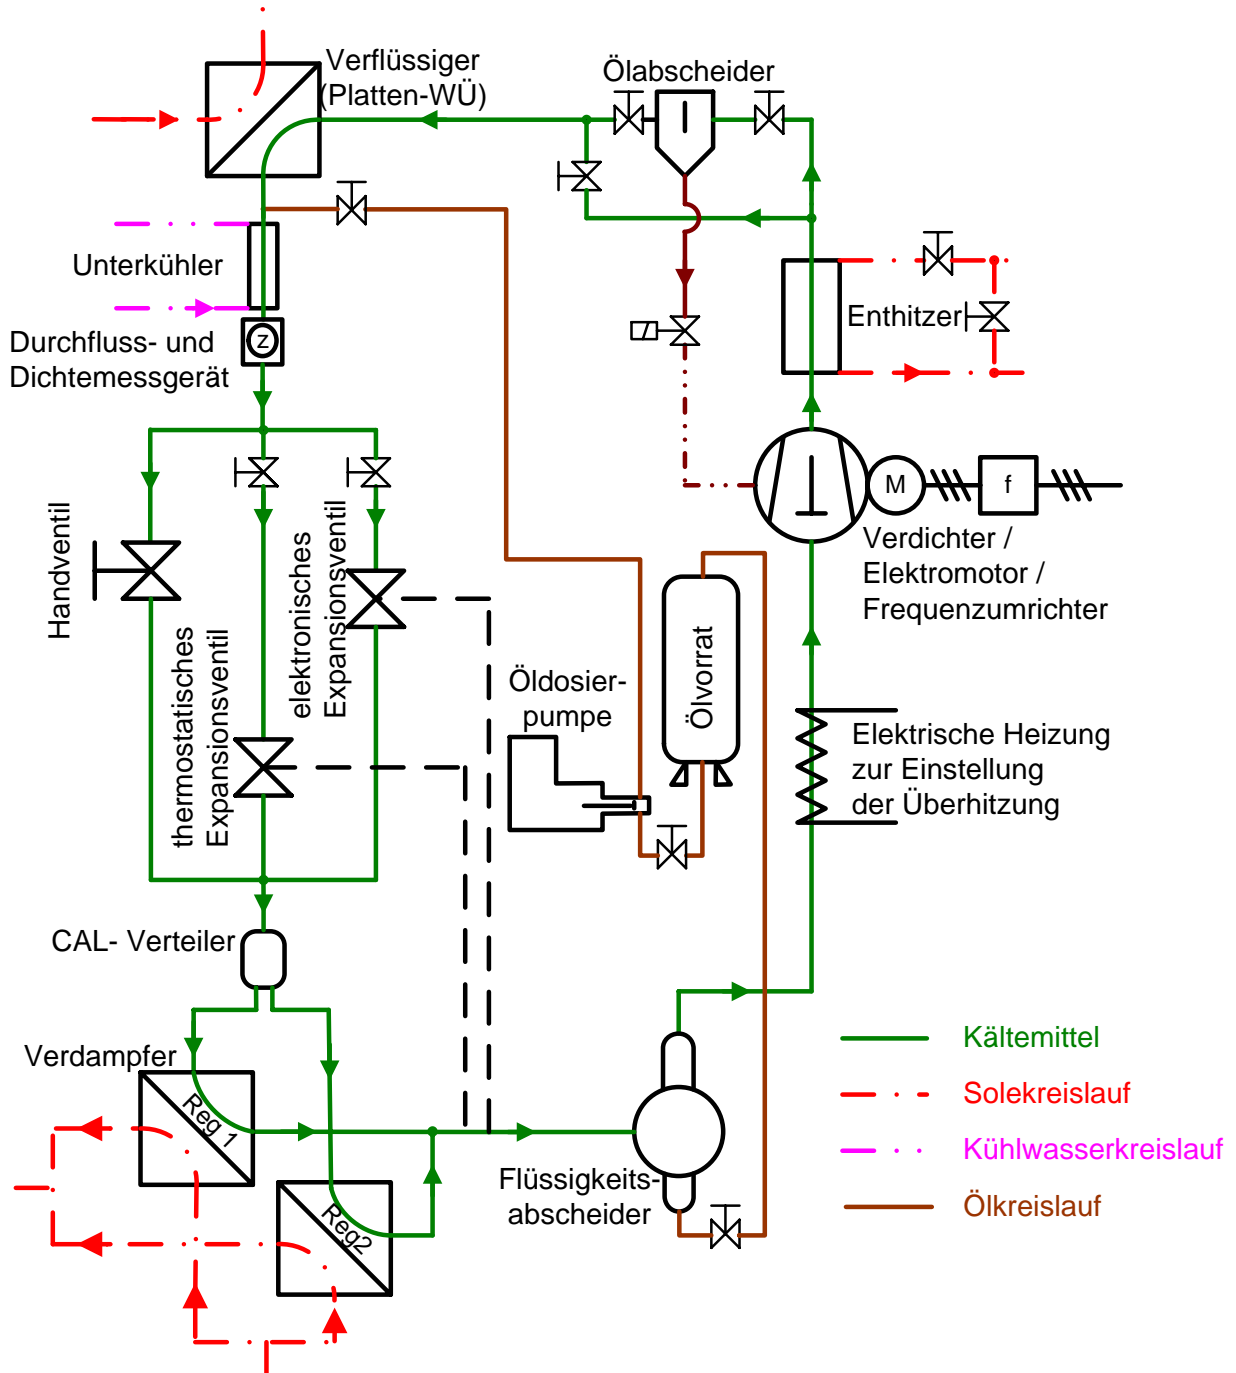 Verflüssiger
(Platten-WÜ)
Ölabscheider
Unterkühler
Enthitzer
Durchfluss- und
Dichtemessgerät
z
M
f
Verdichter /
Elektromotor /
Frequenzumrichter
Handventil
thermostatisches
Expansionsventil
elektronisches
Expansionsventil
Öldosier-
pumpe
Ölvorrat
Elektrische Heizung
zur Einstellung
der Überhitzung
CAL- Verteiler
Verdampfer
Reg 1
Reg2
Flüssigkeits-
abscheider
Kältemittel
Solekreislauf
Kühlwasserkreislauf
Ölkreislauf